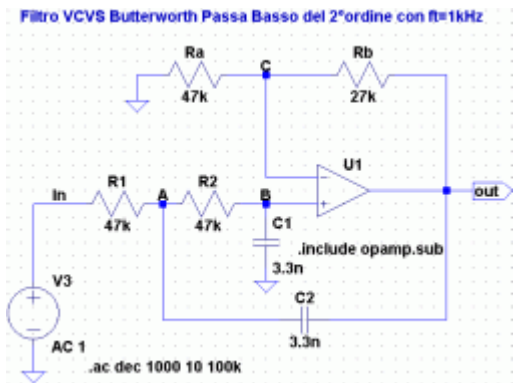 Filtro VCVS Butterworth Passa Basso del 2°ordine con ft=1kHz
Ra
C
Rb
47k
27k
U1
R1
R2
In
A
B
out
47k
47k
C1
.include opamp.sub
3.3n
V3
C2
3.3n
AC 1
.ac dec 1000 10 100k